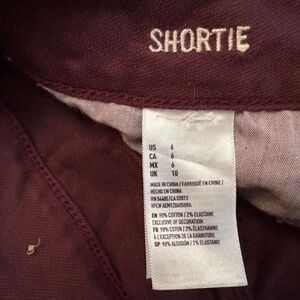 SHORTIE
US 6
CA 6
MX 6
UK 10
MADE IN CHINA/FABRIQUÉ EN CHINE/
HECHO EN CHINA
EN 98% COTTON / 2% ELASTANE
EXCLUSIVE OF DECORATION
FR 98% COTON / 2% ÉLASTHANNE
À L'EXCEPTION DE LA GARNITURE
SP 98% ALGODÓN / 2% ELASTANO